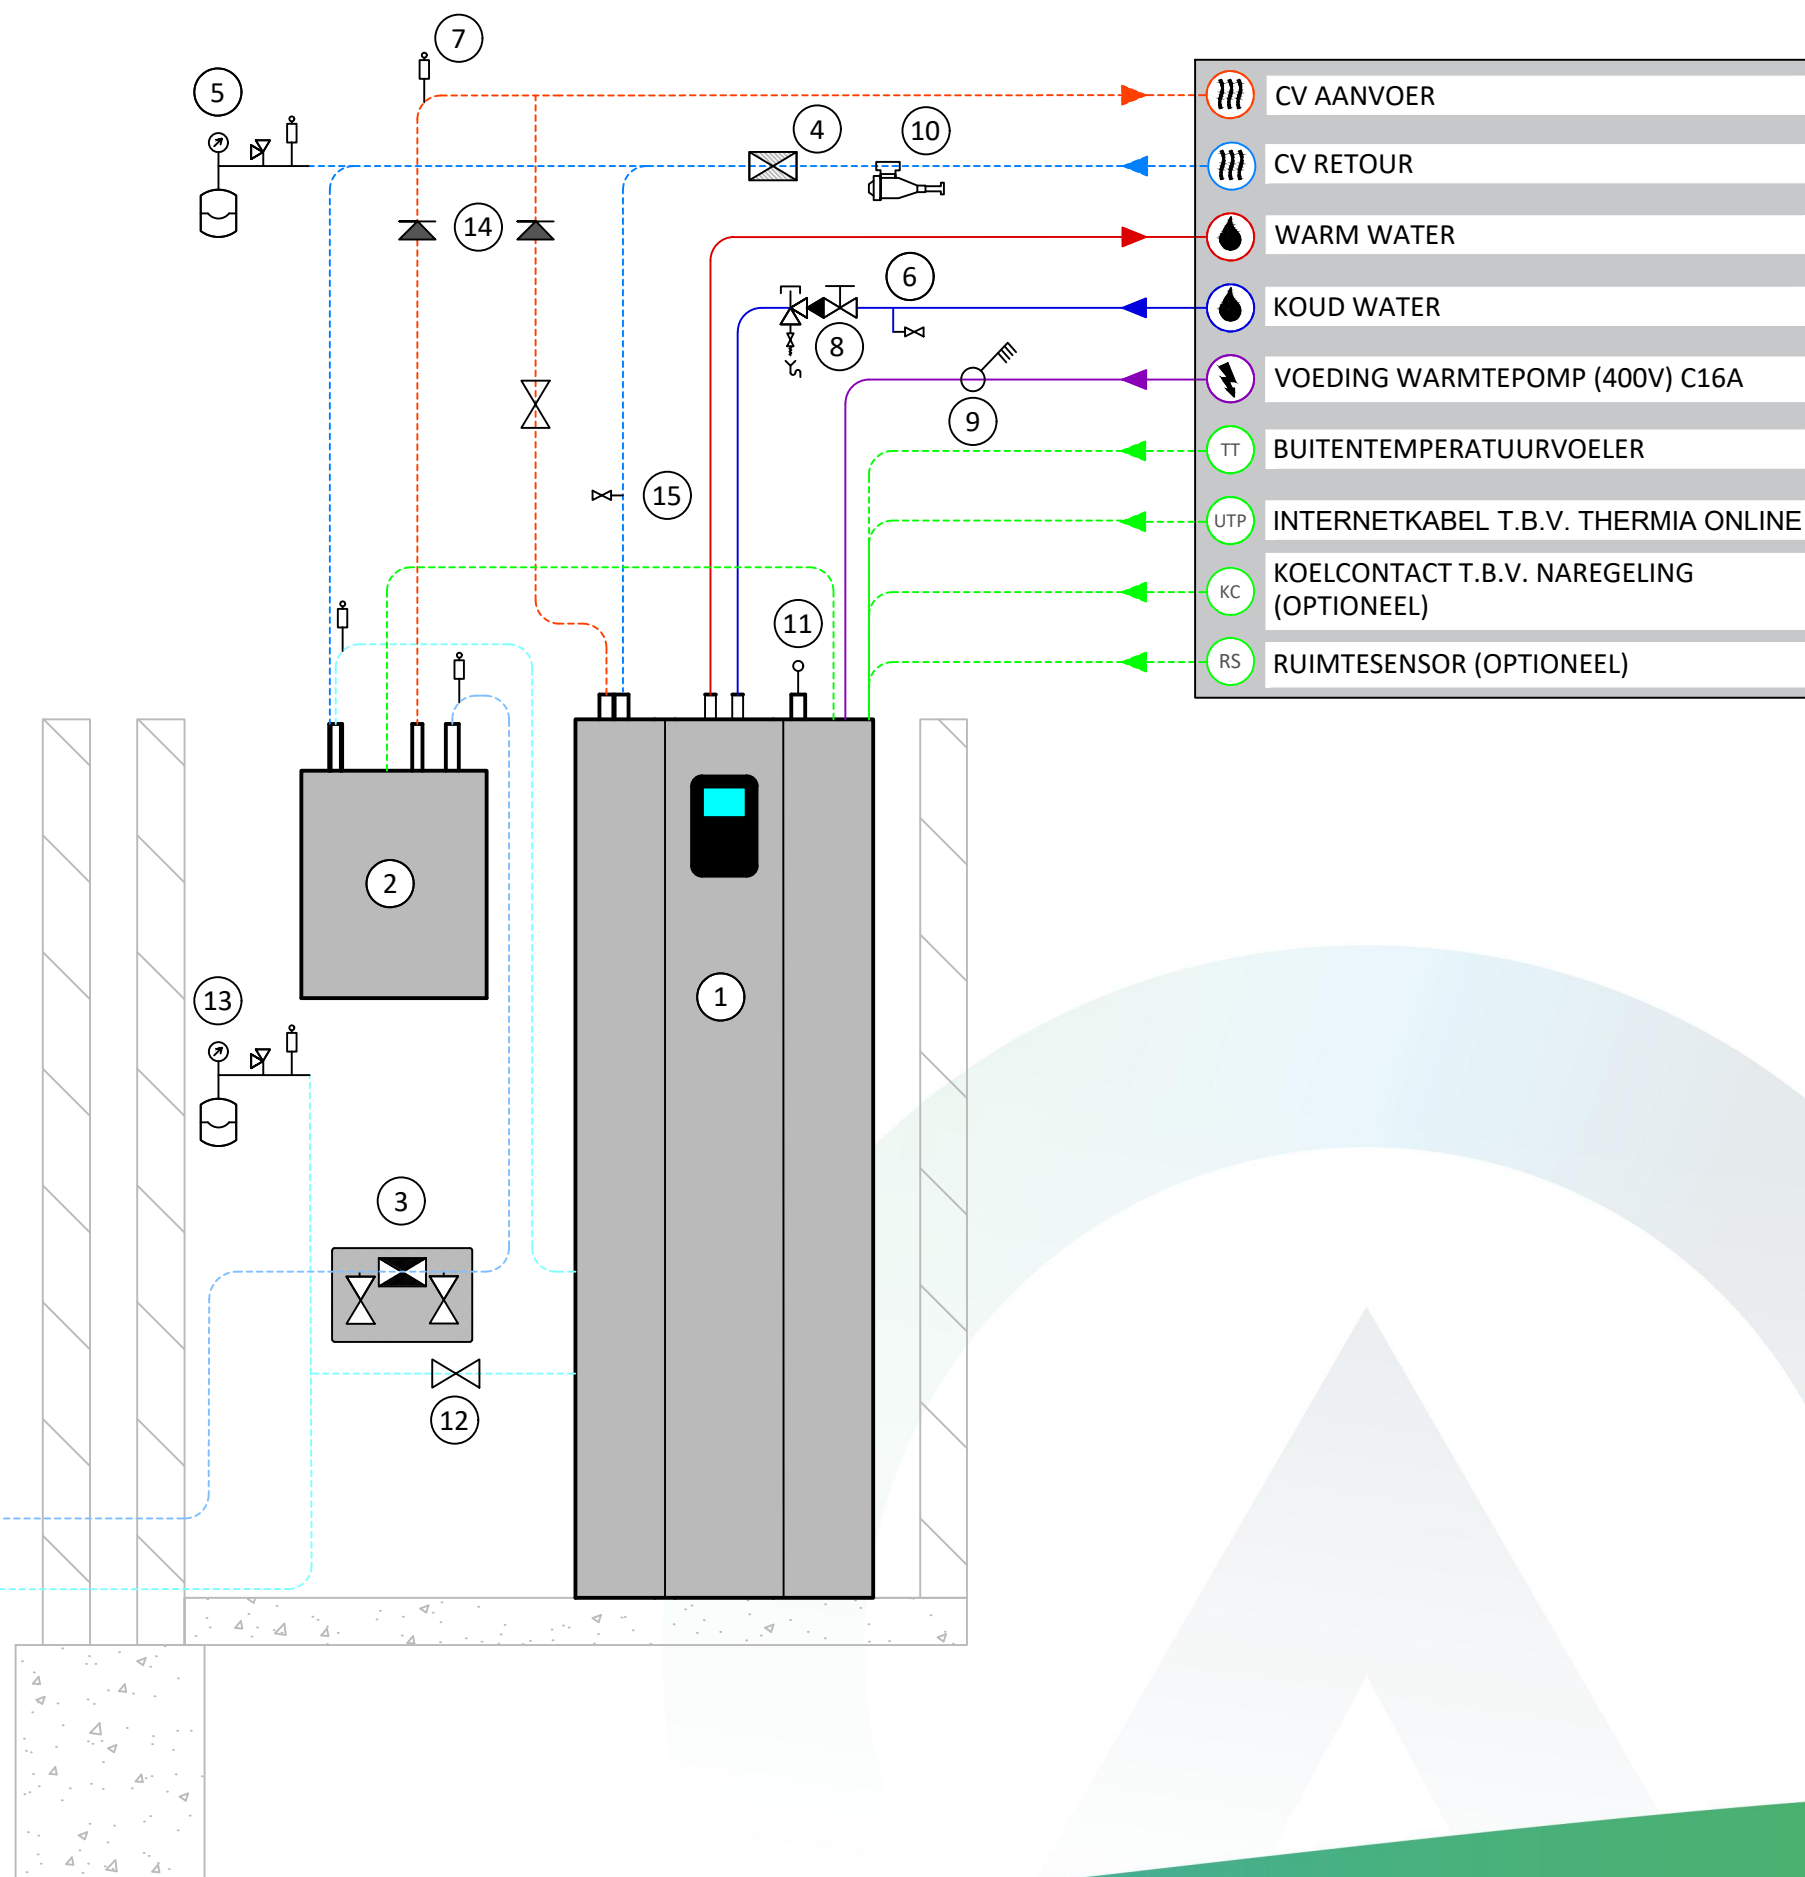 7
5
CV AANVOER
4
10
CV RETOUR
14
WARM WATER
6
KOUD WATER
8
VOEDING WARMTEPOMP (400V) C16A
9
TT BUITENTEMPERATUURVOELER
15
UTP INTERNETKABEL T.B.V. THERMIA ONLINE
KC KOELCONTACT T.B.V. NAREGELING
(OPTIONEEL)
11
RS RUIMTESENSOR (OPTIONEEL)
2
1
13
3
12